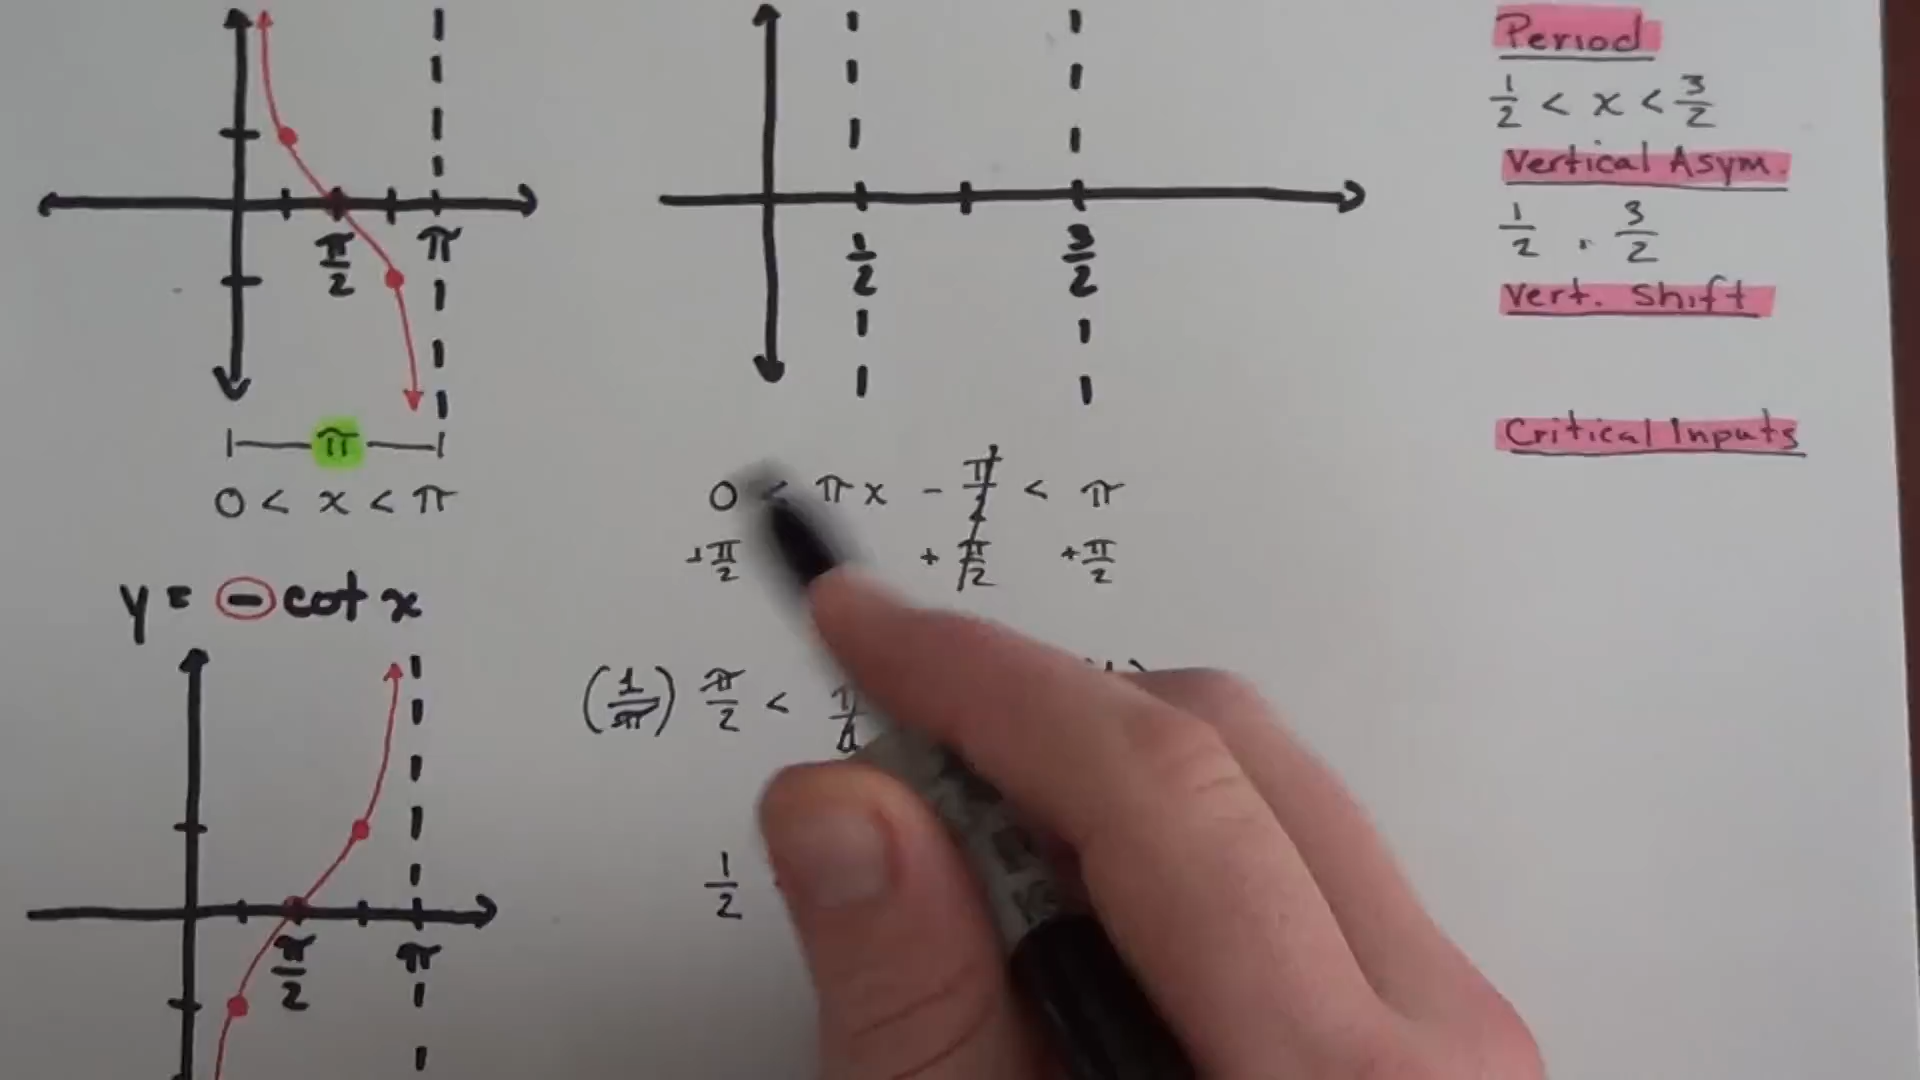 π/2 π
π
0 < x < π
y = - cot x
π/2 π
1/2 3/2
0 < πx - π/2 < π
+π/2 + π/2 +π/2
(1/π) π/2 <
1/2
Period
1/2 < x < 3/2
Vertical Asym.
1/2 , 3/2
Vert. Shift
Critical Inputs